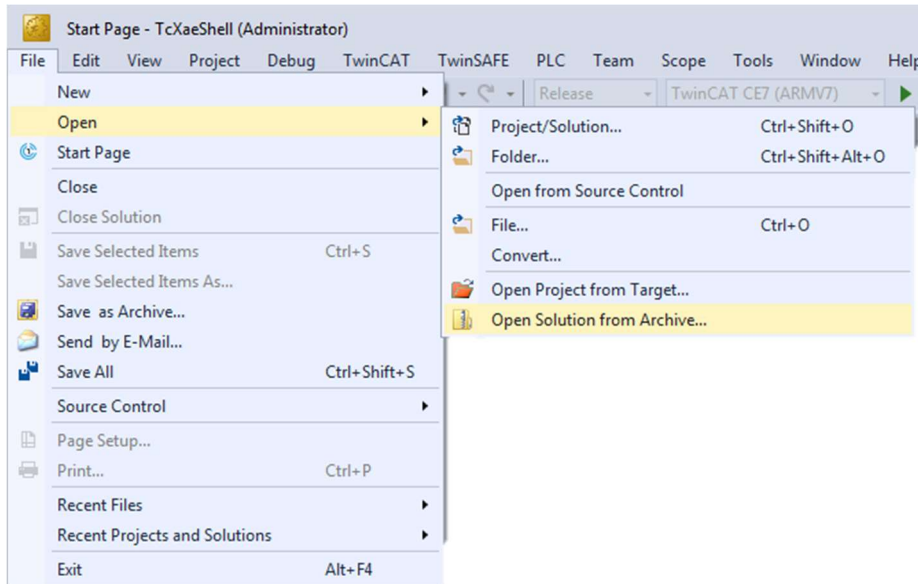 Start Page - TcXaeShell (Administrator)
File Edit View Project Debug TwinCAT TwinSAFE PLC Team Scope Tools Window Help
Release TwinCAT CE7 (ARMV7)
New
Open
Start Page
Close
Close Solution
Save Selected Items Ctrl+S
Save Selected Items As...
Save as Archive...
Send by E-Mail...
Save All Ctrl+Shift+S
Source Control
Page Setup...
Print... Ctrl+P
Recent Files
Recent Projects and Solutions
Exit Alt+F4
Project/Solution... Ctrl+Shift+O
Folder... Ctrl+Shift+Alt+O
Open from Source Control
File... Ctrl+O
Convert...
Open Project from Target...
Open Solution from Archive...